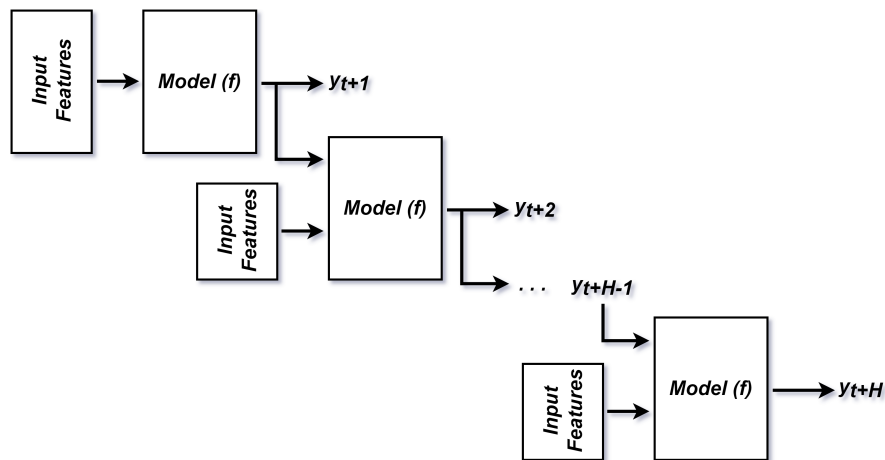 Input
Features
Model (f)
yt+1
Input
Features
Model (f)
yt+2
. . .
yt+H-1
Input
Features
Model (f)
yt+H